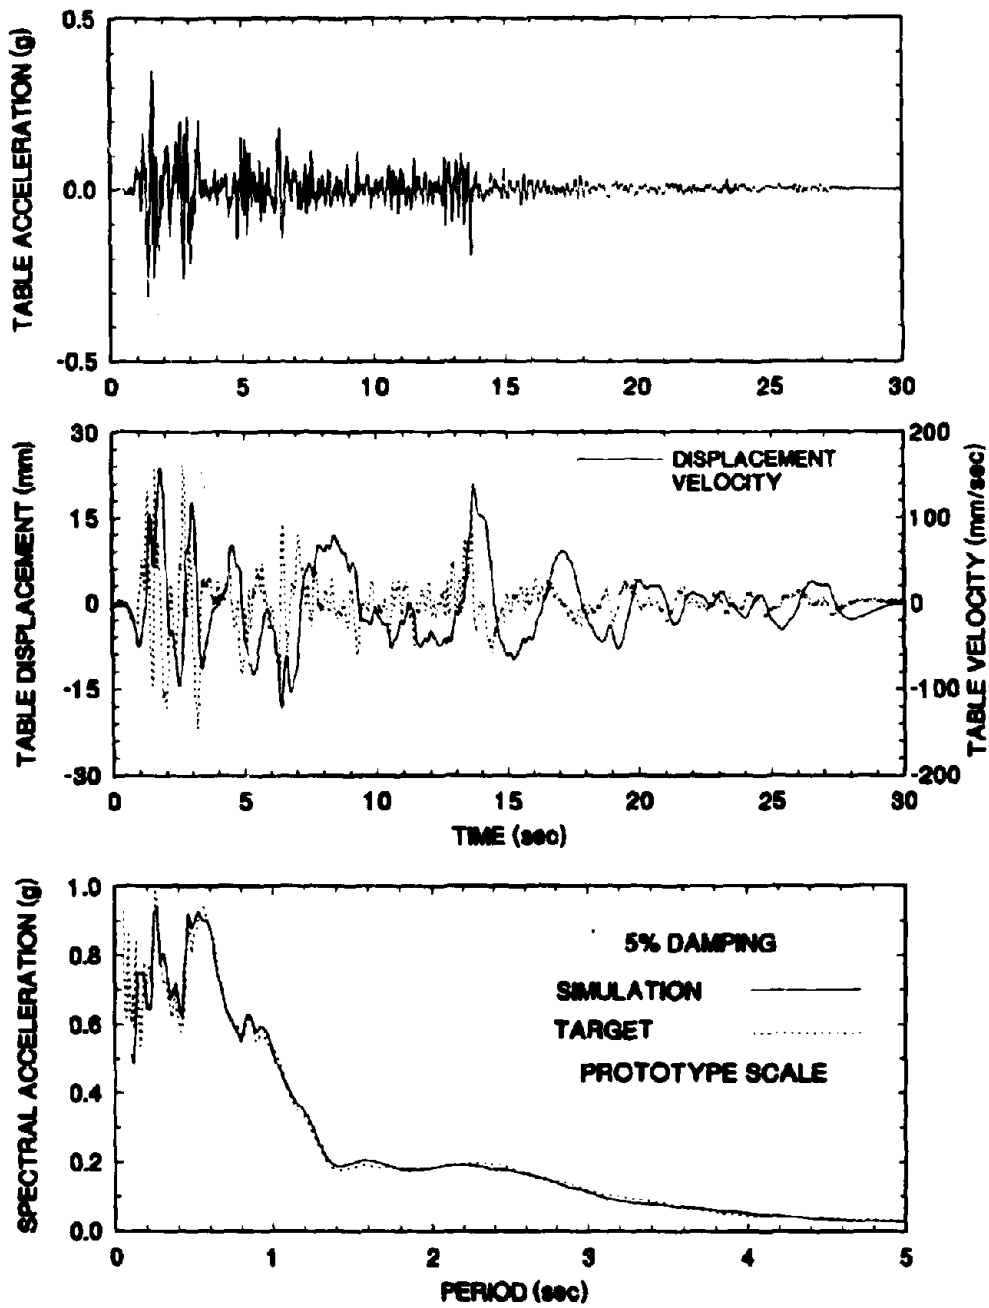 TABLE ACCELERATION (g)
0.5
0.0
-0.5
0 5 10 15 20 25 30
TABLE DISPLACEMENT (mm)
30
15
0
-15
-30
DISPLACEMENT
VELOCITY
200
100
0
-100
-200
TABLE VELOCITY (mm/sec)
0 5 10 15 20 25 30
TIME (sec)
SPECTRAL ACCELERATION (g)
1.0
0.8
0.6
0.4
0.2
0.0
5% DAMPING
SIMULATION
TARGET
PROTOTYPE SCALE
0 1 2 3 4 5
PERIOD (sec)